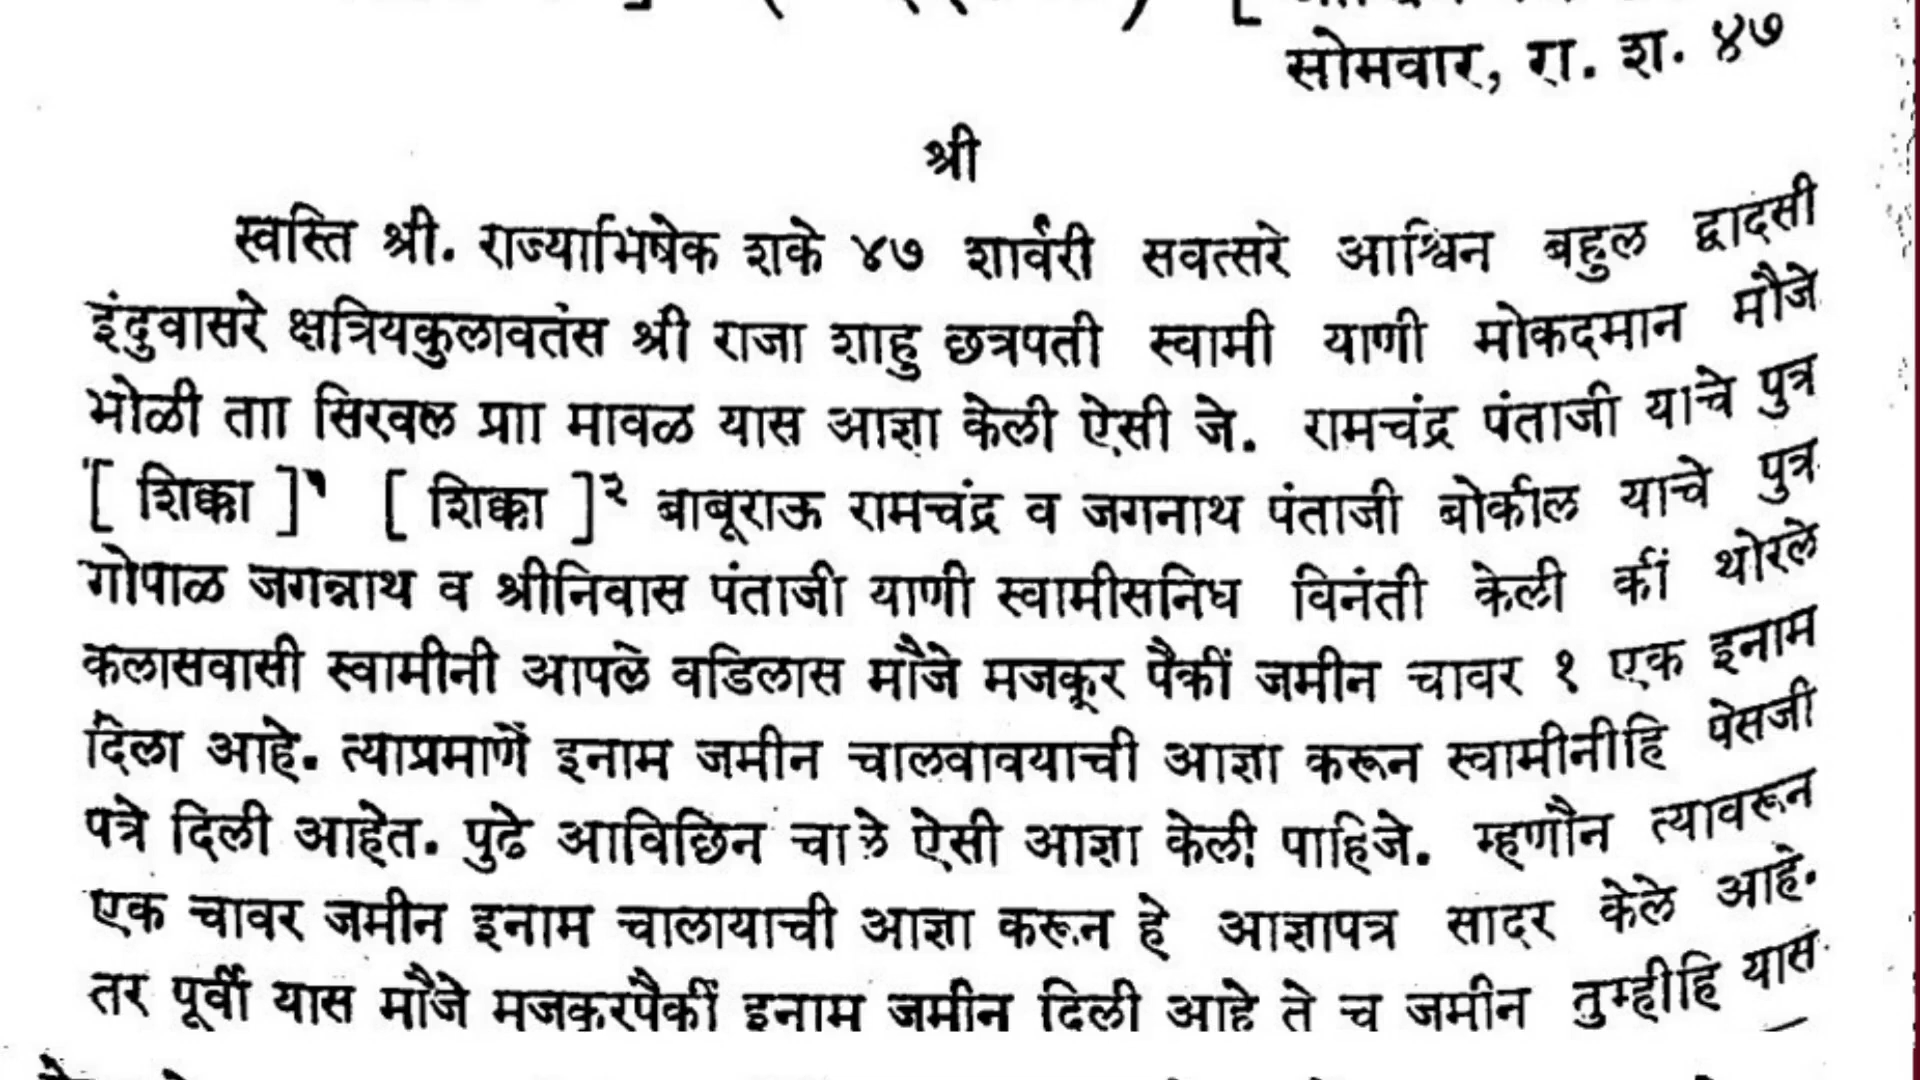 सोमवार, रा. श. ४७
श्री
स्वस्ति श्री. राज्याभिषेक शके ४७ शार्वरी सवत्सरे आश्विन बहुल द्वादसी
इंदुवासरे क्षत्रियकुलावतंस श्री राजा शाहु छत्रपती स्वामी याणी मोकदमान मौजे
भोळी ताा सिरवल प्राा मावळ यास आज्ञा केली ऐसी जे. रामचंद्र पंताजी याचे पुत्र
[ शिक्का ]१ [ शिक्का ]२ बाबूराऊ रामचंद्र व जगनाथ पंताजी बोकील याचे पुत्र
गोपाळ जगन्नाथ व श्रीनिवास पंताजी याणी स्वामीसनिध विनंती केली कीं थोरले
कलासवासी स्वामीनी आपले वडिलास मौजे मजकूर पैकीं जमीन चावर १ एक इनाम
दिला आहे. त्याप्रमाणें इनाम जमीन चालवावयाची आज्ञा करून स्वामीनीहि पेसजी
पत्रे दिली आहेत. पुढे आविछिन चाले ऐसी आज्ञा केली पाहिजे. म्हणौन त्यावरून
एक चावर जमीन इनाम चालायाची आज्ञा करून हे आज्ञापत्र सादर केले आहे.
तर पूर्वी यास मौजे मजकूरपैकीं इनाम जमीन दिली आहे ते च जमीन तुम्हीहि यास